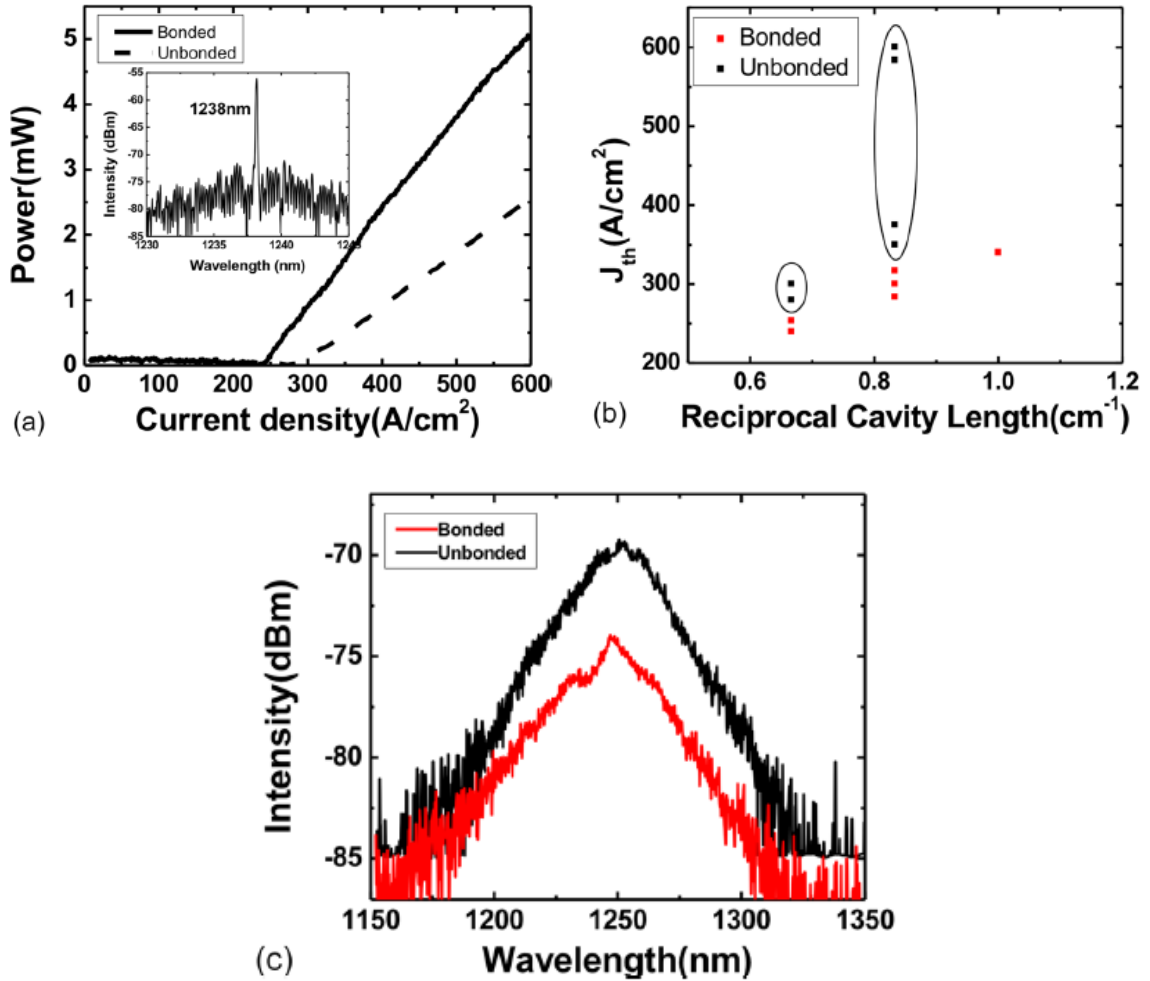 Bonded
Unbonded
Power(mW)
5
4
3
2
1
0
0 100 200 300 400 500 600
Current density(A/cm²)
(a)
1238nm
Intensity (dBm)
-55
-60
-65
-70
-75
-80
-85
1230 1235 1240
Wavelength (nm)
Bonded
Unbonded
Jth(A/cm²)
600
500
400
300
200
0.6 0.8 1.0 1.2
Reciprocal Cavity Length(cm⁻¹)
(b)
Bonded
Unbonded
Intensity(dBm)
-70
-75
-80
-85
1150 1200 1250 1300 1350
Wavelength(nm)
(c)